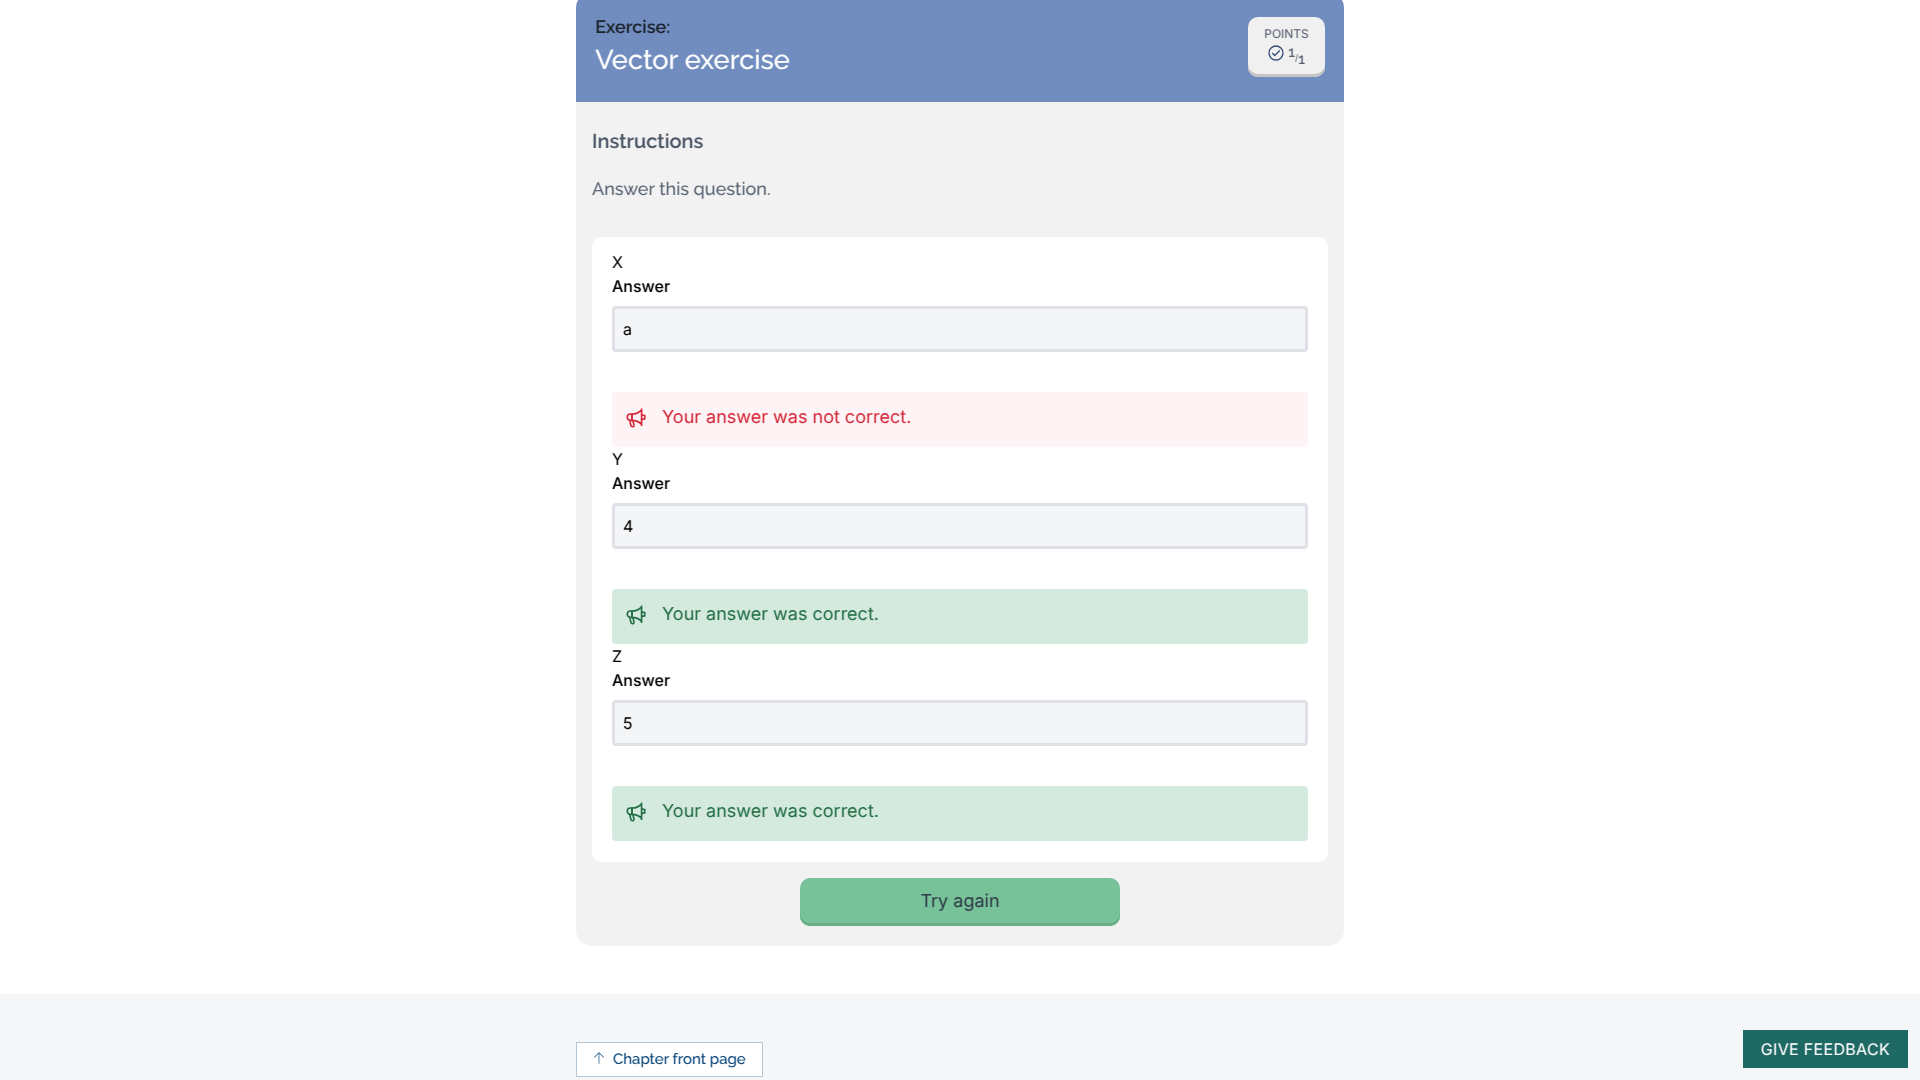 Exercise:
Vector exercise
POINTS
1/1
Instructions
Answer this question.
X
Answer
a
Your answer was not correct.
Y
Answer
4
Your answer was correct.
Z
Answer
5
Your answer was correct.
Try again
Chapter front page
GIVE FEEDBACK